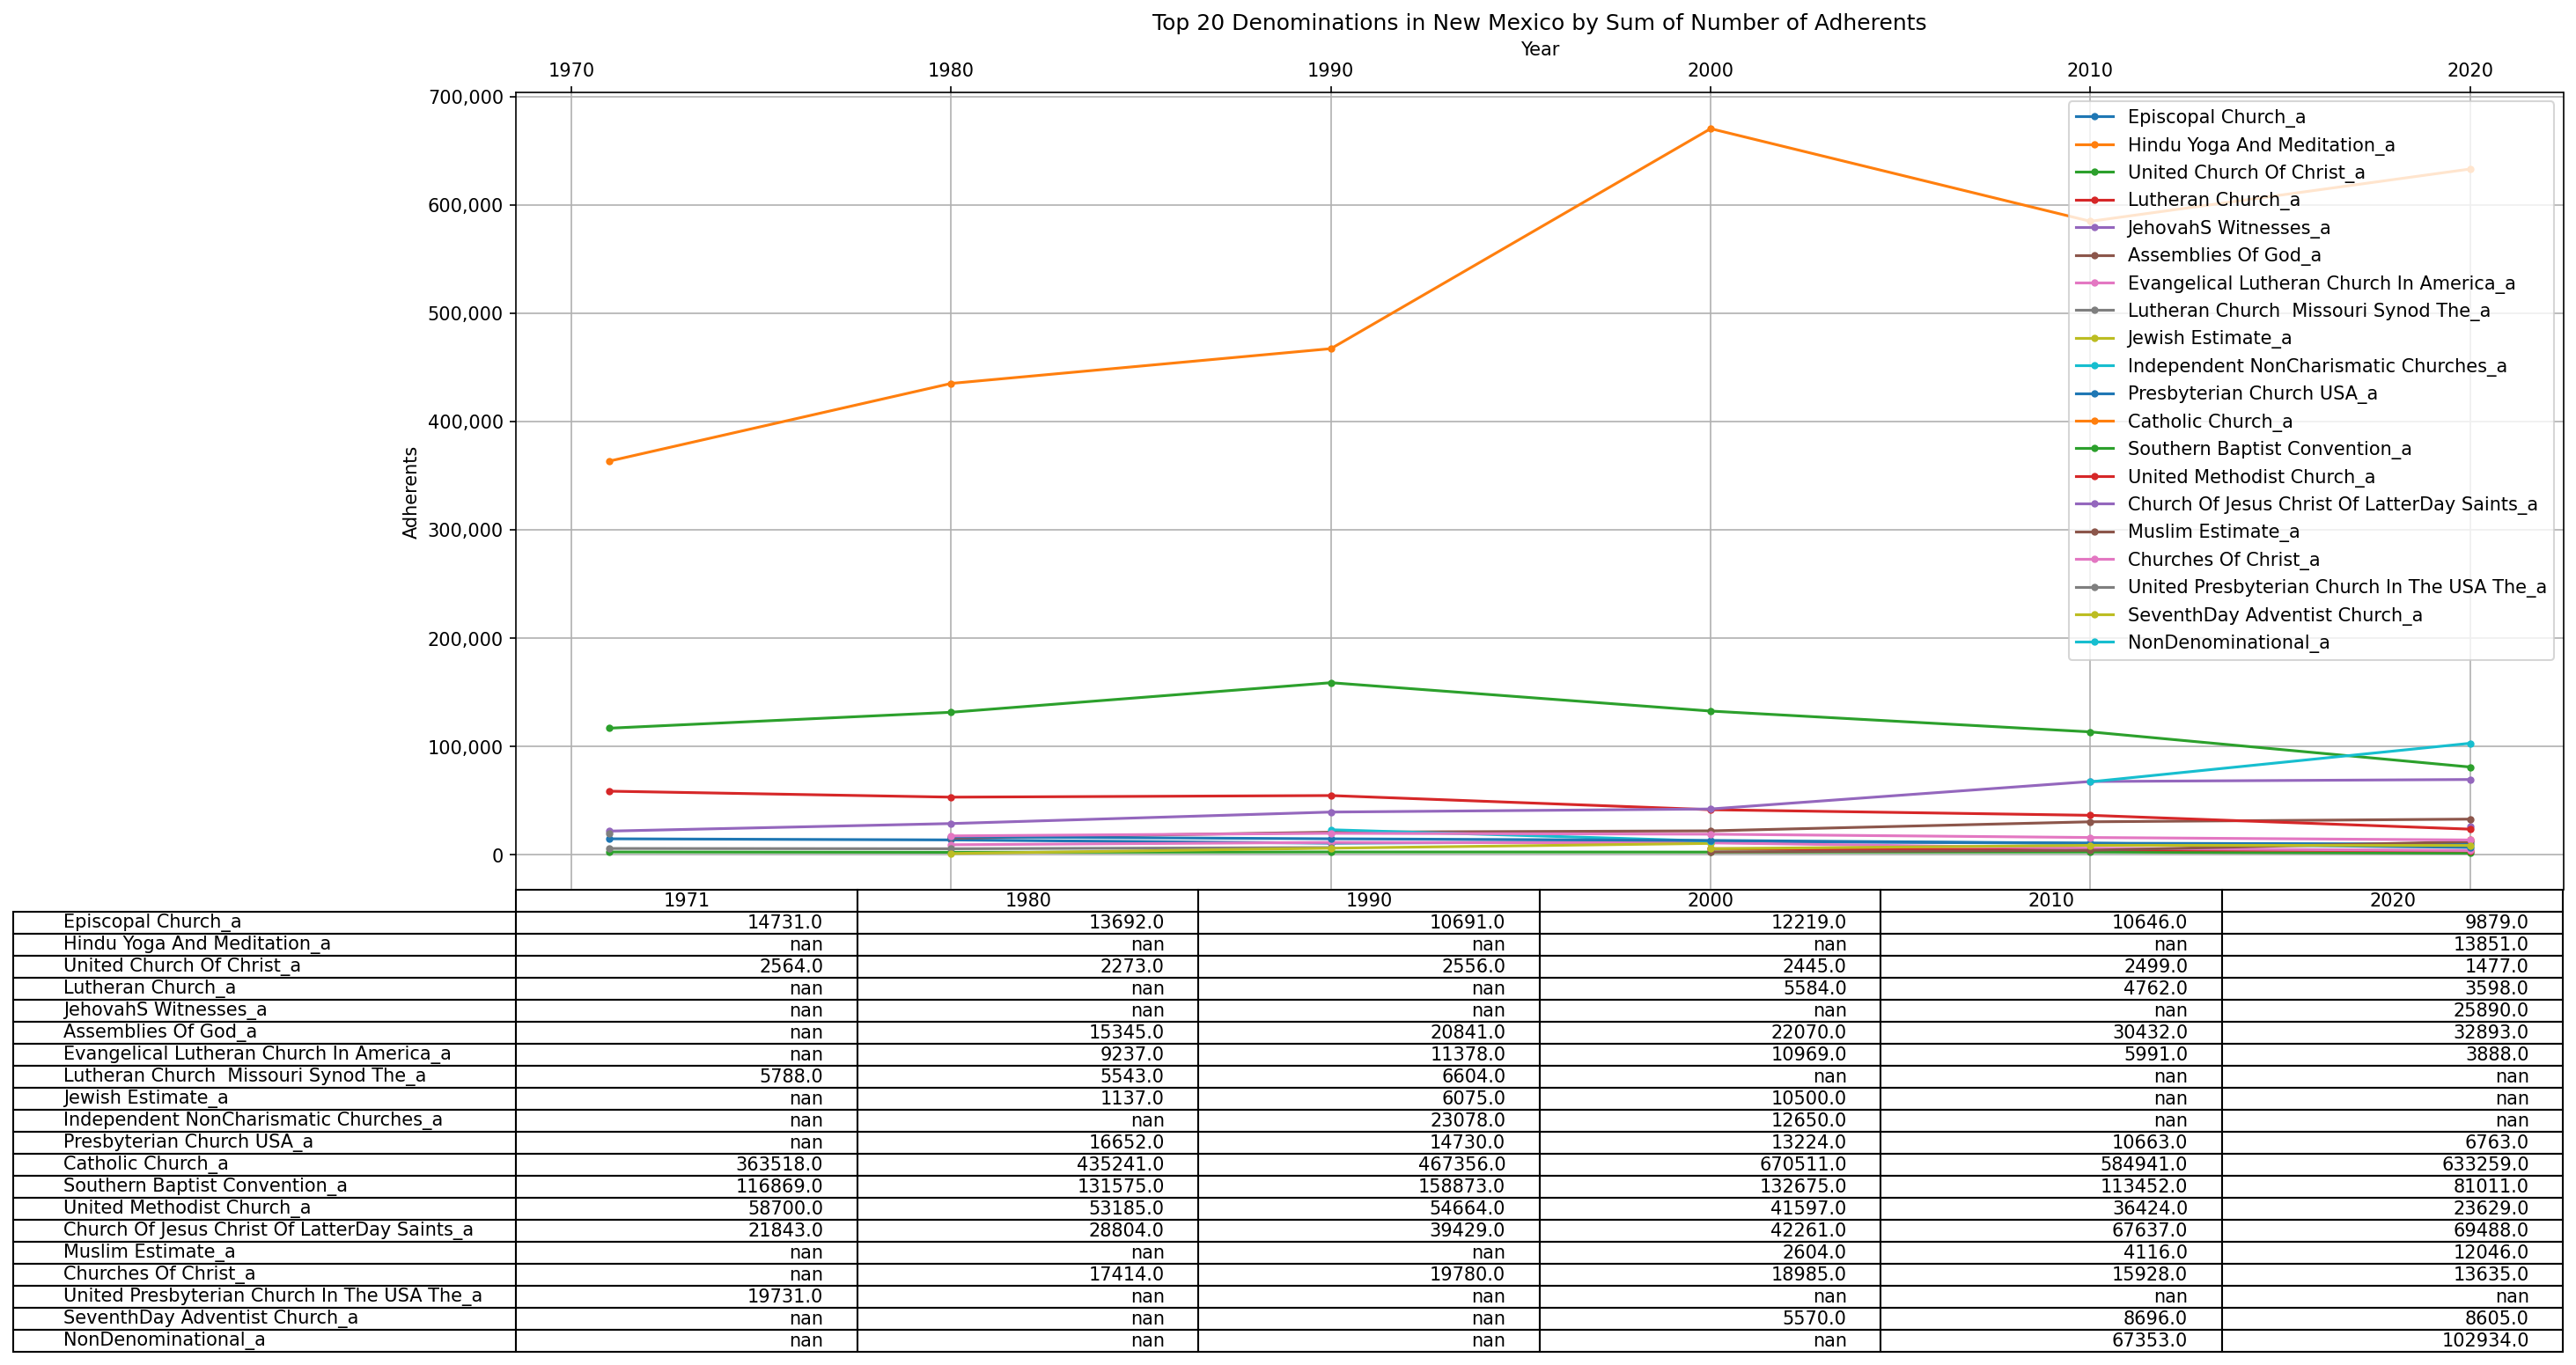 Top 20 Denominations in New Mexico by Sum of Number of Adherents
Year
1970 1980 1990 2000 2010 2020
700,000
600,000
500,000
400,000
300,000
200,000
100,000
0
Adherents
Episcopal Church_a
Hindu Yoga And Meditation_a
United Church Of Christ_a
Lutheran Church_a
JehovahS Witnesses_a
Assemblies Of God_a
Evangelical Lutheran Church In America_a
Lutheran Church  Missouri Synod The_a
Jewish Estimate_a
Independent NonCharismatic Churches_a
Presbyterian Church USA_a
Catholic Church_a
Southern Baptist Convention_a
United Methodist Church_a
Church Of Jesus Christ Of LatterDay Saints_a
Muslim Estimate_a
Churches Of Christ_a
United Presbyterian Church In The USA The_a
SeventhDay Adventist Church_a
NonDenominational_a
1971 1980 1990 2000 2010 2020
Episcopal Church_a 14731.0 13692.0 10691.0 12219.0 10646.0 9879.0
Hindu Yoga And Meditation_a nan nan nan nan nan 13851.0
United Church Of Christ_a 2564.0 2273.0 2556.0 2445.0 2499.0 1477.0
Lutheran Church_a nan nan nan 5584.0 4762.0 3598.0
JehovahS Witnesses_a nan nan nan nan nan 25890.0
Assemblies Of God_a nan 15345.0 20841.0 22070.0 30432.0 32893.0
Evangelical Lutheran Church In America_a nan 9237.0 11378.0 10969.0 5991.0 3888.0
Lutheran Church  Missouri Synod The_a 5788.0 5543.0 6604.0 nan nan nan
Jewish Estimate_a nan 1137.0 6075.0 10500.0 nan nan
Independent NonCharismatic Churches_a nan nan 23078.0 12650.0 nan nan
Presbyterian Church USA_a nan 16652.0 14730.0 13224.0 10663.0 6763.0
Catholic Church_a 363518.0 435241.0 467356.0 670511.0 584941.0 633259.0
Southern Baptist Convention_a 116869.0 131575.0 158873.0 132675.0 113452.0 81011.0
United Methodist Church_a 58700.0 53185.0 54664.0 41597.0 36424.0 23629.0
Church Of Jesus Christ Of LatterDay Saints_a 21843.0 28804.0 39429.0 42261.0 67637.0 69488.0
Muslim Estimate_a nan nan nan 2604.0 4116.0 12046.0
Churches Of Christ_a nan 17414.0 19780.0 18985.0 15928.0 13635.0
United Presbyterian Church In The USA The_a 19731.0 nan nan nan nan nan
SeventhDay Adventist Church_a nan nan nan 5570.0 8696.0 8605.0
NonDenominational_a nan nan nan nan 67353.0 102934.0